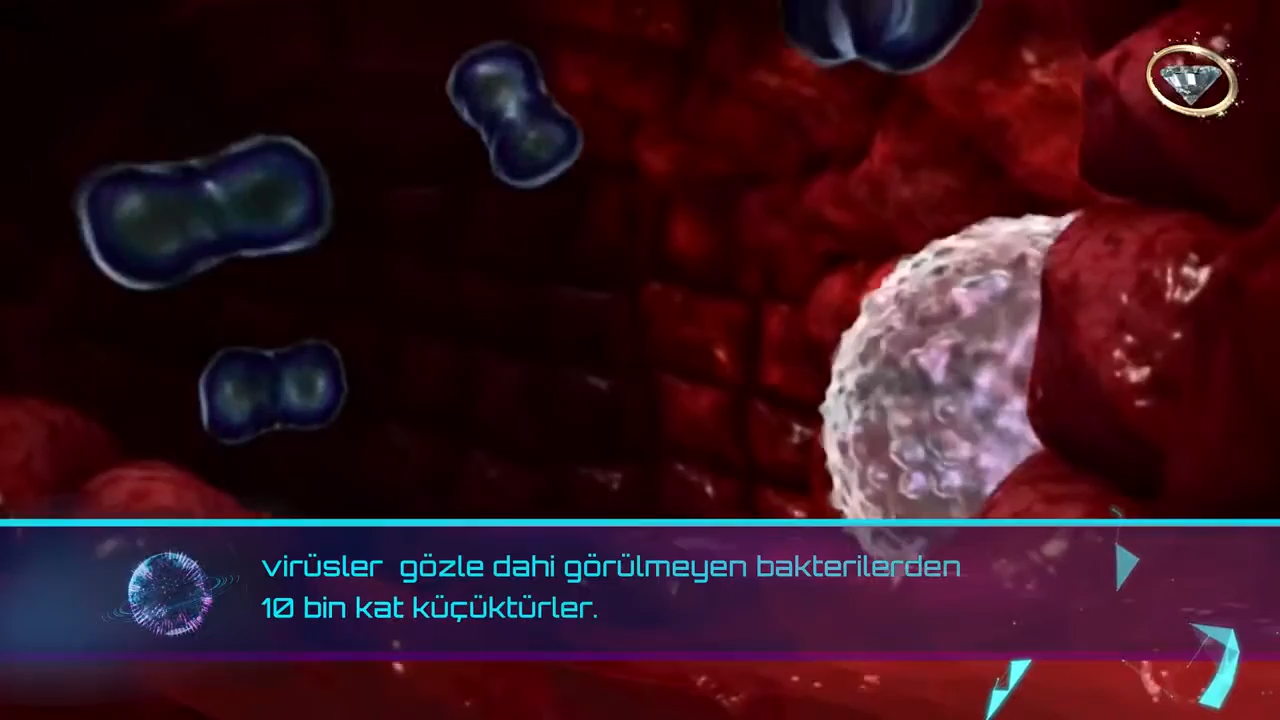 virüsler gözle dahi görülmeyen bakterilerden
10 bin kat küçüktürler.